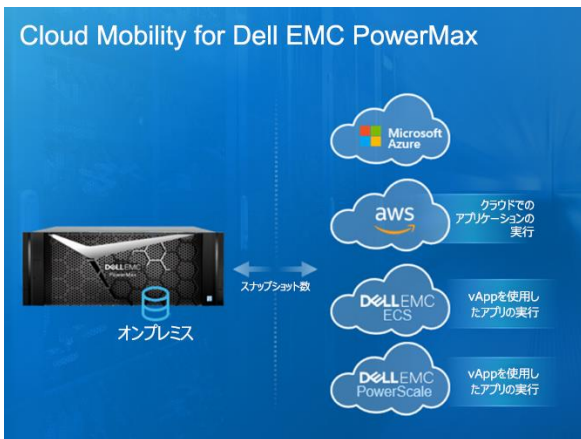 Cloud Mobility for Dell EMC PowerMax
Microsoft
Azure
aws
クラウドでの
アプリケーションの
実行
DELLEMC
PowerMax
スナップショット数
オンプレミス
DELLEMC
ECS
vAppを使用し
たアプリの実行
DELLEMC
PowerScale
vAppを使用し
たアプリの実行